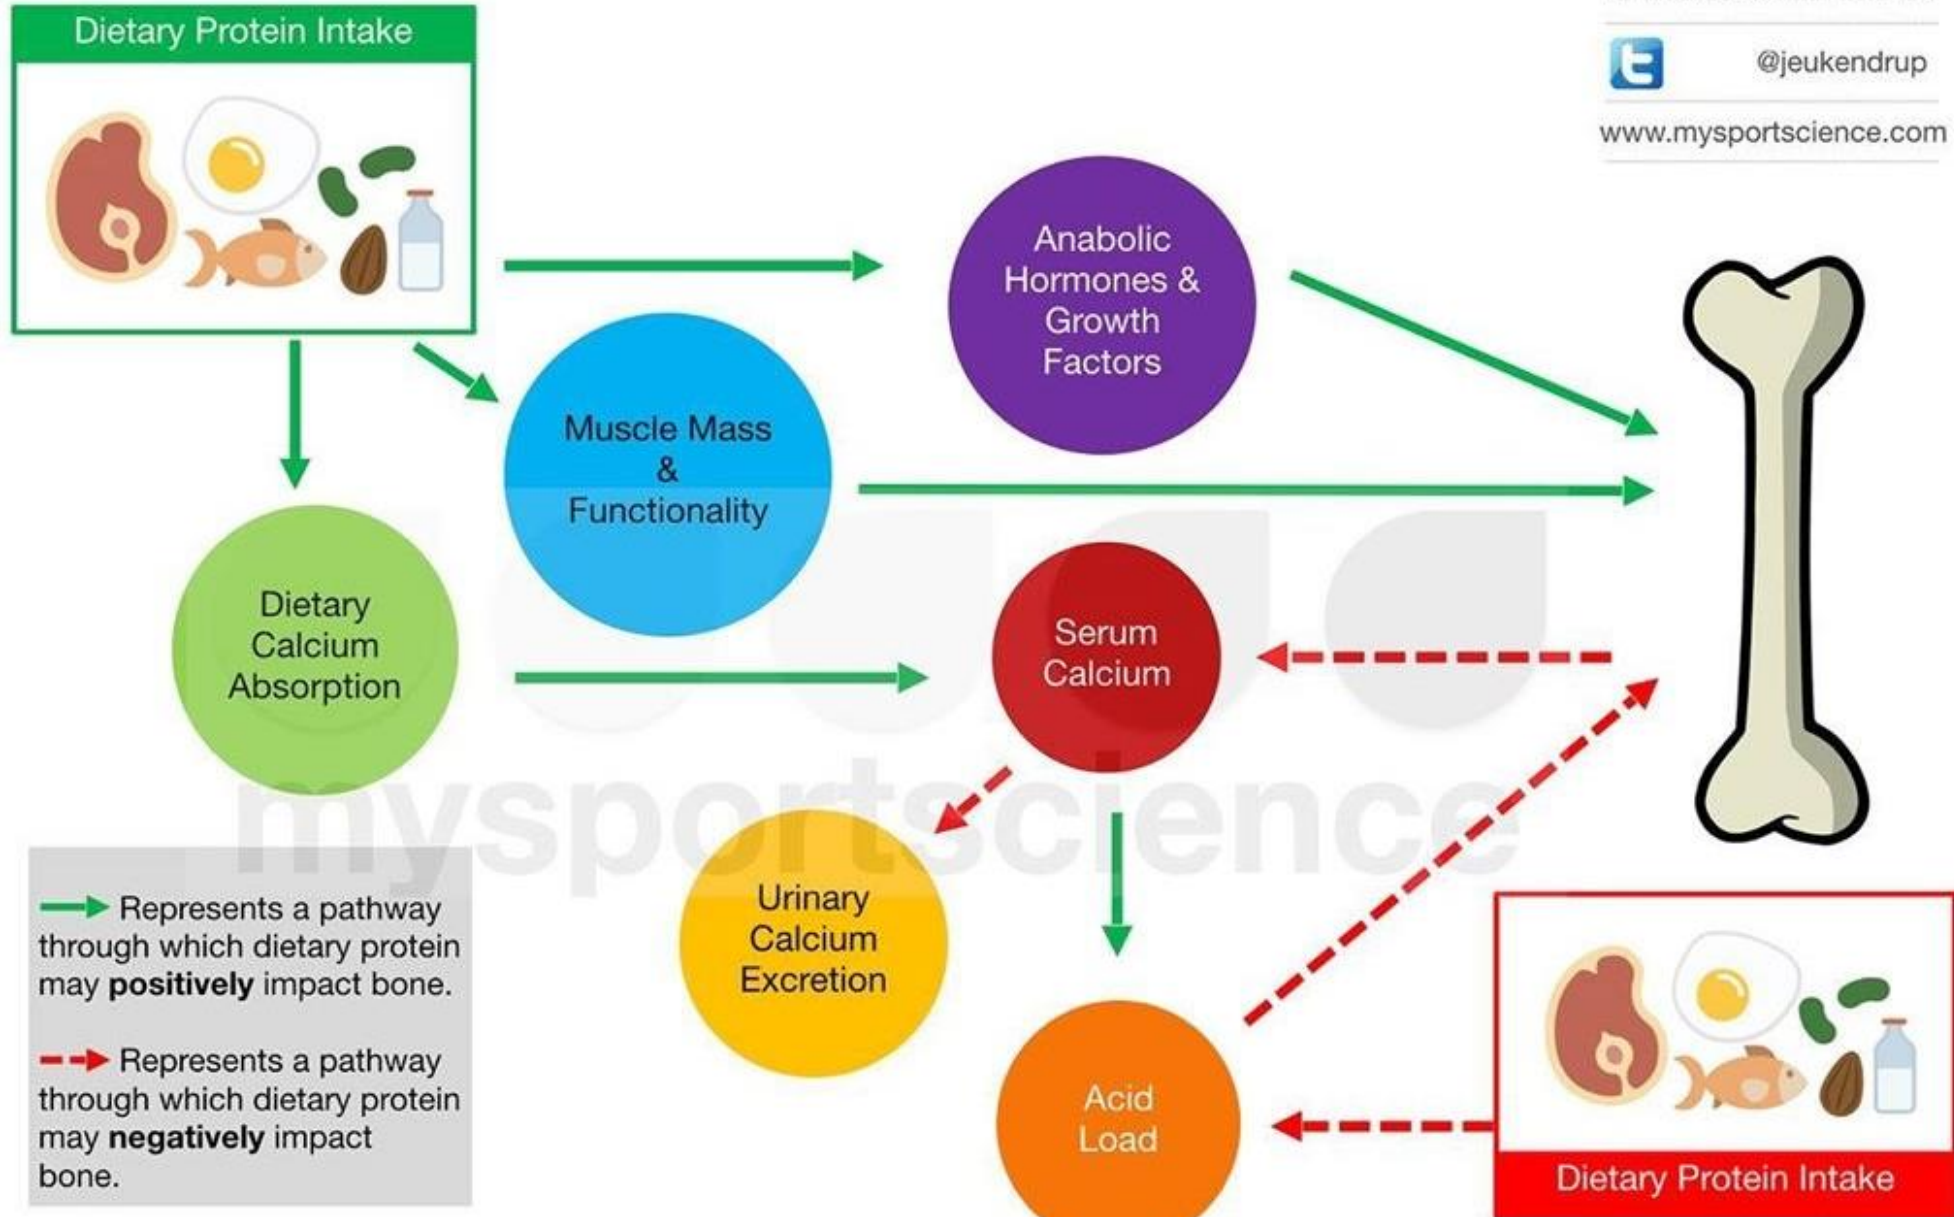 Dietary Protein Intake
@jeukendrup
www.mysportscience.com
Anabolic
Hormones &
Growth
Factors
Muscle Mass
&
Functionality
Dietary
Calcium
Absorption
Serum
Calcium
mysportscience
Urinary
Calcium
Excretion
Represents a pathway
through which dietary protein
may positively impact bone.
Represents a pathway
through which dietary protein
may negatively impact
bone.
Acid
Load
Dietary Protein Intake